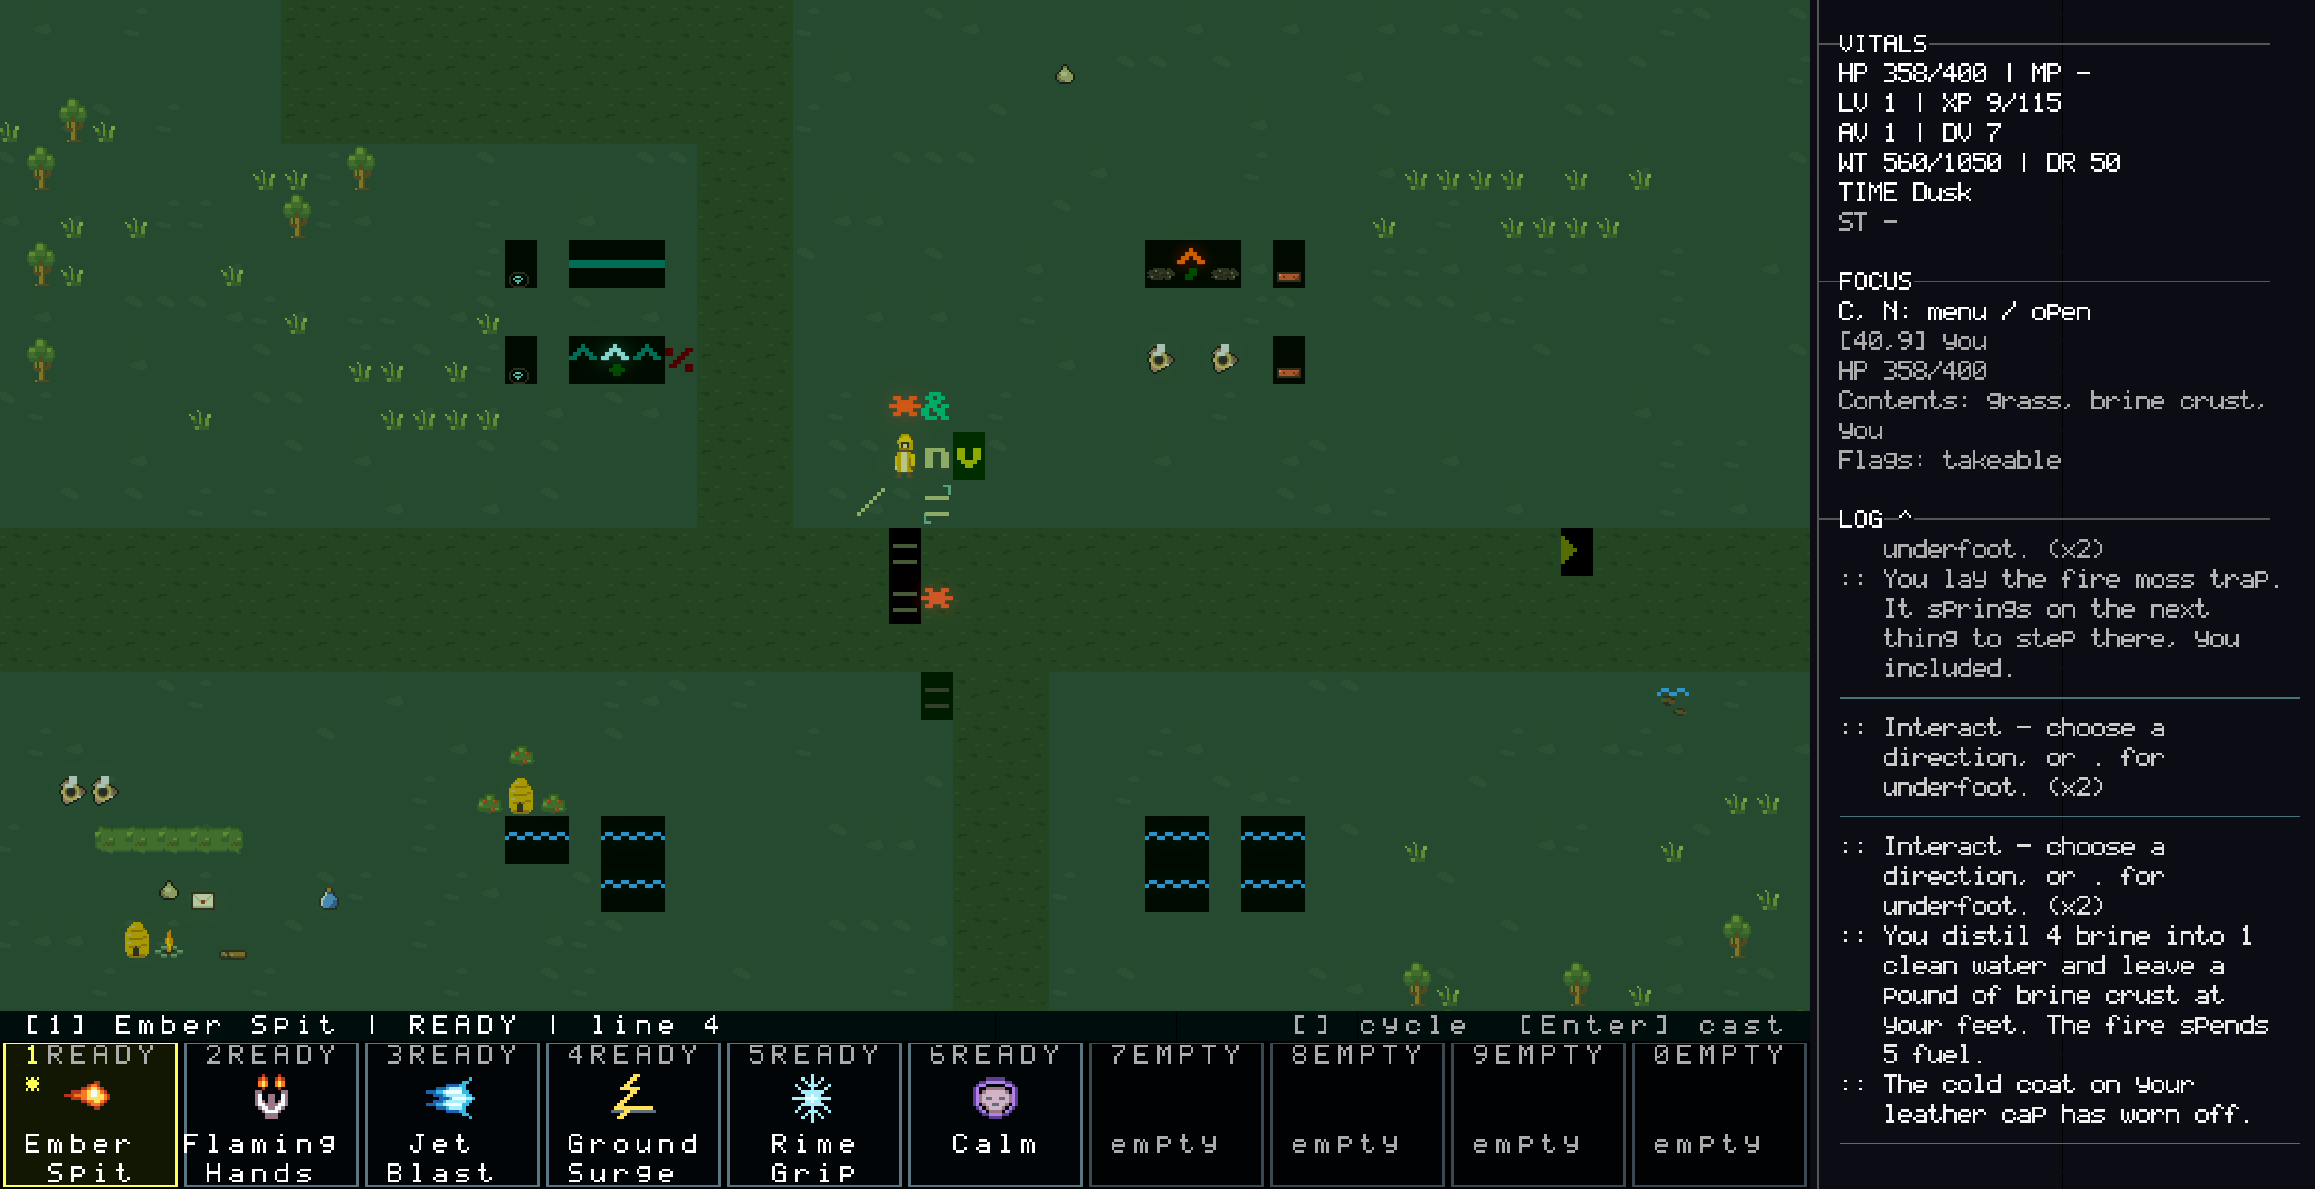 VITALS
HP 358/400 | MP -
LV 1 | XP 9/115
AV 1 | DV 7
WT 560/1050 | DR 50
TIME Dusk
ST -
FOCUS
C, N: menu / open
[40,9] you
HP 358/400
Contents: grass, brine crust,
you
Flags: takeable
LOG ^
underfoot. (x2)
:: You lay the fire moss trap.
It springs on the next
thing to step there, you
included.
:: Interact - choose a
direction, or . for
underfoot. (x2)
:: Interact - choose a
direction, or . for
underfoot. (x2)
:: You distil 4 brine into 1
clean water and leave a
pound of brine crust at
your feet. The fire spends
5 fuel.
:: The cold coat on your
leather cap has worn off.
[1] Ember Spit | READY | line 4
[] cycle [Enter] cast
1READY 2READY 3READY 4READY 5READY 6READY 7EMPTY 8EMPTY 9EMPTY 0EMPTY
Ember Flaming Jet Ground Rime Calm empty empty empty empty
Spit Hands Blast Surge Grip